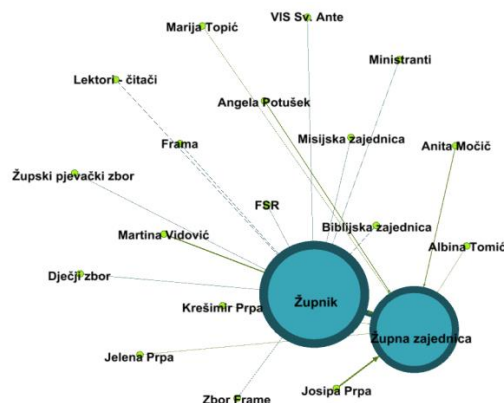 VIS Sv. Ante
Marija Topić
Ministranti
Lektori - čitači
Angela Potušek
Misijska zajednica
Frama
Anita Močič
Župski pjevački zbor
FSR
Biblijska zajednica
Martina Vidović
Albina Tomić
Dječji zbor
Župnik
Krešimir Prpa
Župna zajednica
Jelena Prpa
Josipa Prpa
Zbor Frame